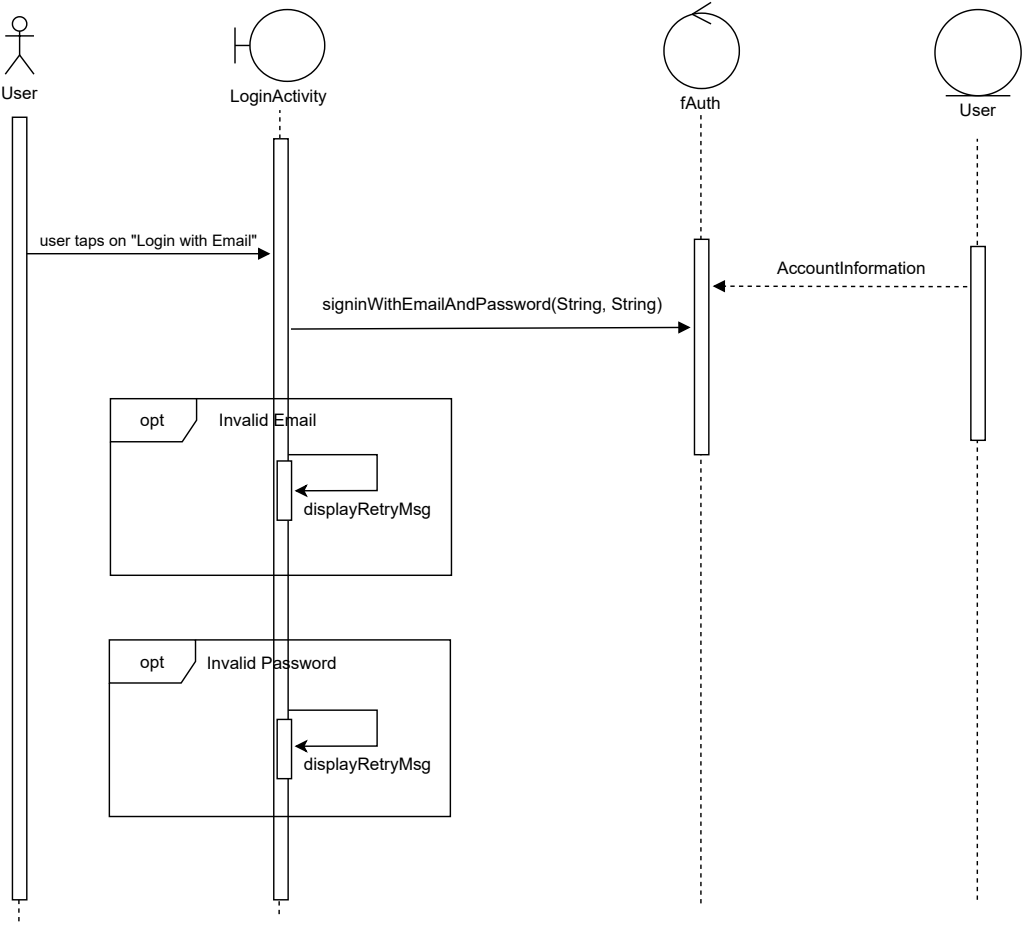 User
LoginActivity
fAuth
User
user taps on "Login with Email"
AccountInformation
signinWithEmailAndPassword(String, String)
opt
Invalid Email
displayRetryMsg
opt
Invalid Password
displayRetryMsg